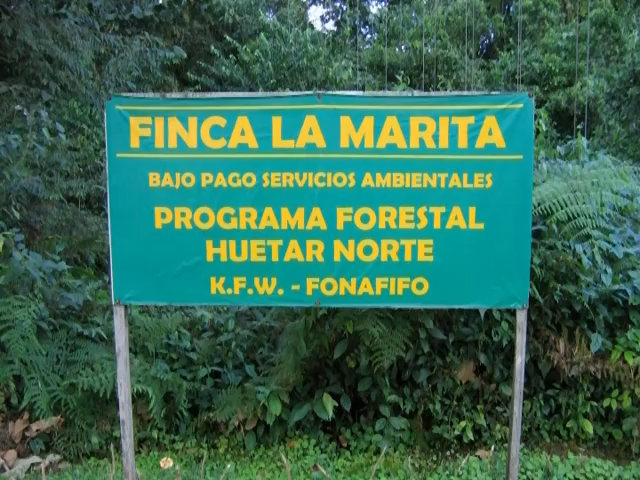 FINCA LA MARITA
BAJO PAGO SERVICIOS AMBIENTALES
PROGRAMA FORESTAL
HUETAR NORTE
K.F.W. - FONAFIFO